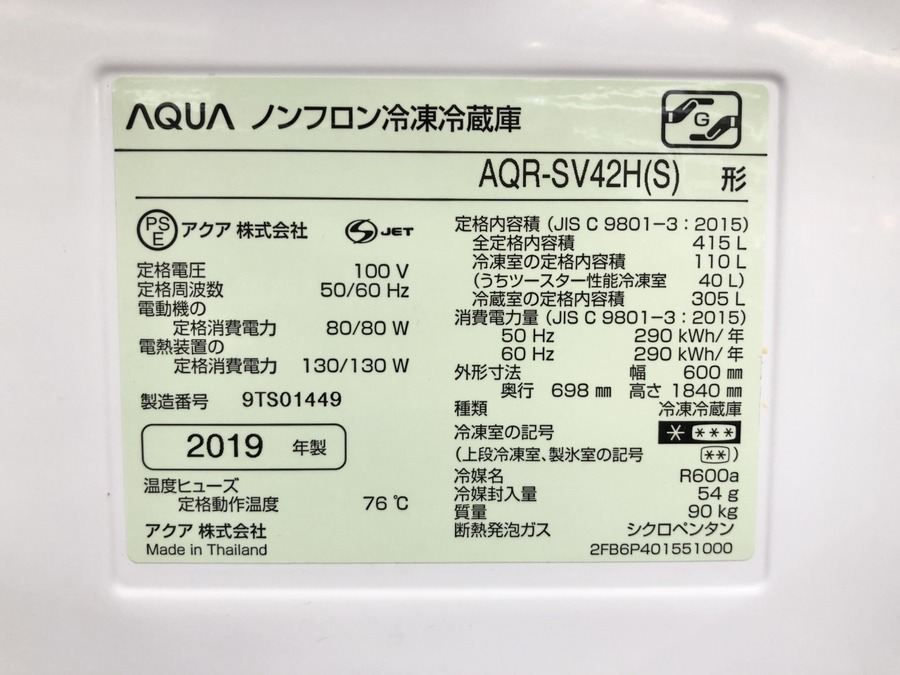 AQUA ノンフロン冷凍冷蔵庫
G
AQR-SV42H(S) 形
PS E アクア 株式会社 S JET
定格電圧 100 V
定格周波数 50/60 Hz
電動機の
定格消費電力 80/80 W
電熱装置の
定格消費電力 130/130 W
製造番号 9TS01449
2019 年製
温度ヒューズ
定格動作温度 76 ℃
アクア 株式会社
Made in Thailand
定格内容積 (JIS C 9801-3：2015)
全定格内容積 415 L
冷凍室の定格内容積 110 L
(うちツースター性能冷凍室 40 L)
冷蔵室の定格内容積 305 L
消費電力量 (JIS C 9801-3：2015)
50 Hz 290 kWh/年
60 Hz 290 kWh/年
外形寸法 幅 600 mm
奥行 698 mm 高さ 1840 mm
種類 冷凍冷蔵庫
冷凍室の記号 * ***
(上段冷凍室、製氷室の記号 **)
冷媒名 R600a
冷媒封入量 54 g
質量 90 kg
断熱発泡ガス シクロペンタン
2FB6P401551000